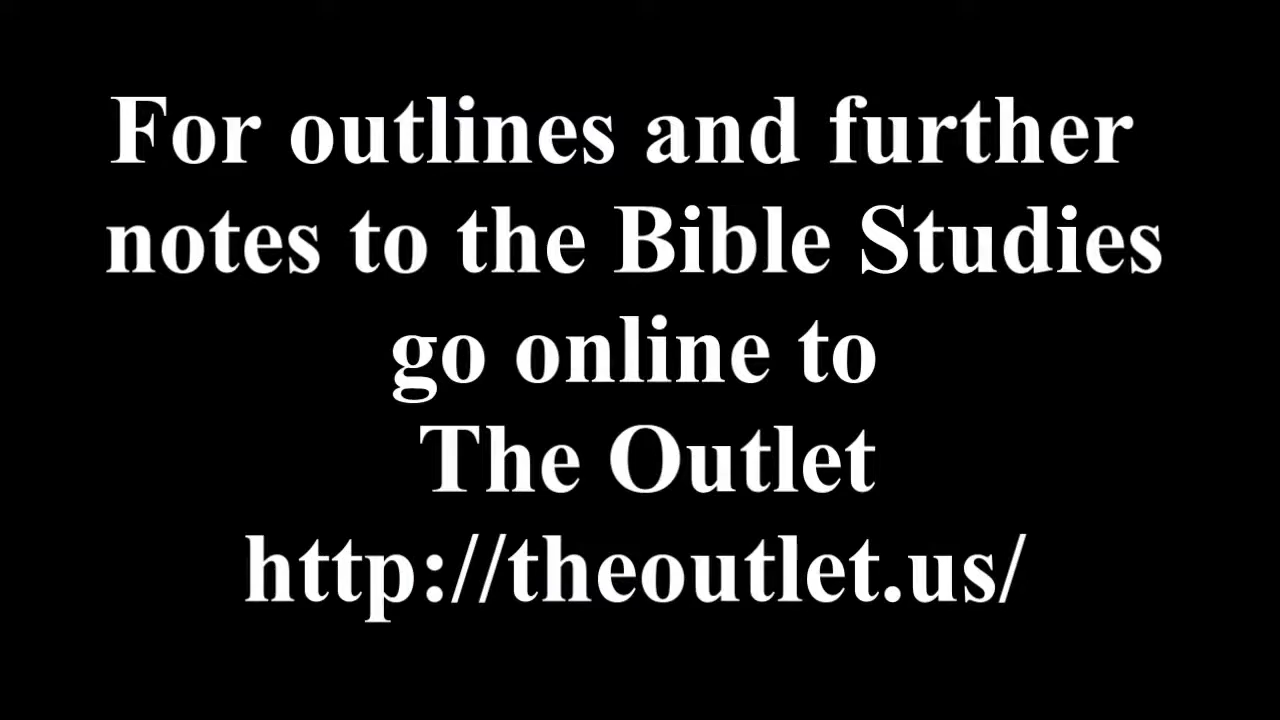 For outlines and further
notes to the Bible Studies
go online to
The Outlet
http://theoutlet.us/